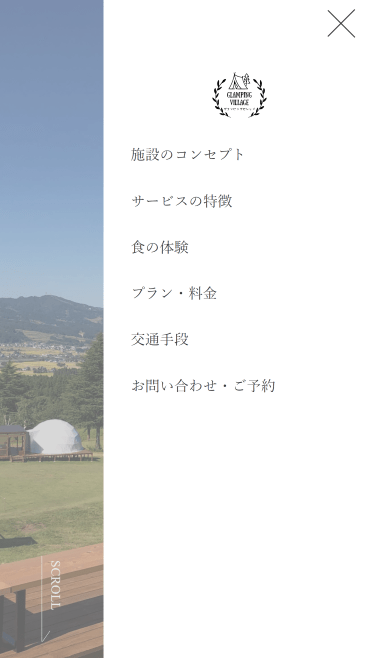 GLAMPING
VILLAGE
施設のコンセプト
サービスの特徴
食の体験
プラン・料金
交通手段
お問い合わせ・ご予約
SCROLL